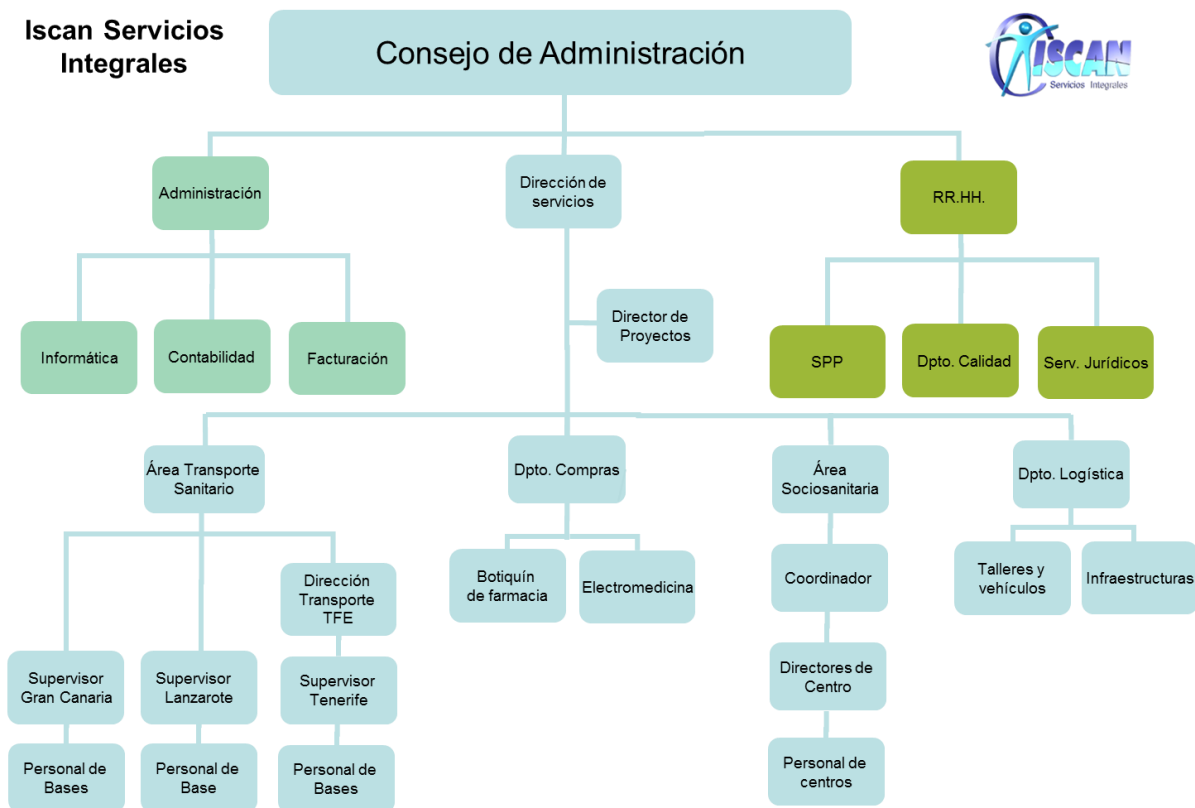 Iscan Servicios
Integrales
Consejo de Administración
ISCAN
Servicios Integrales
Administración
Dirección de
servicios
RR.HH.
Director de
Proyectos
Informática
Contabilidad
Facturación
SPP
Dpto. Calidad
Serv. Jurídicos
Área Transporte
Sanitario
Dpto. Compras
Área
Sociosanitaria
Dpto. Logística
Dirección
Transporte
TFE
Botiquín
de farmacia
Electromedicina
Coordinador
Talleres y
vehículos
Infraestructuras
Supervisor
Gran Canaria
Supervisor
Lanzarote
Supervisor
Tenerife
Directores de
Centro
Personal de
Bases
Personal de
Base
Personal de
Bases
Personal de
centros